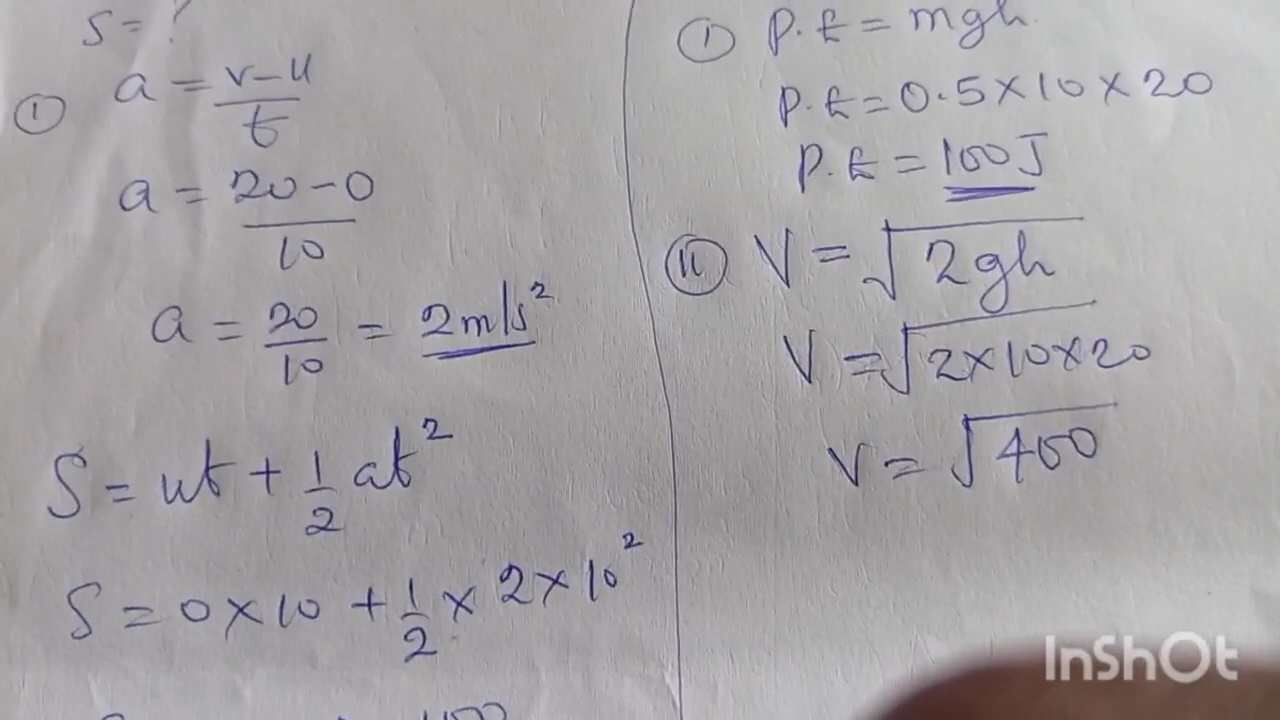 S = ?
① a = v-u/t
a = 20-0/10
a = 20/10 = 2m/s²
S = ut + 1/2 at²
S = 0×10 + 1/2 × 2×10²
① P.E = mgh
P.E = 0.5×10×20
P.E = 100J
⑪ V = √2gh
V = √2×10×20
V = √400
InShOt